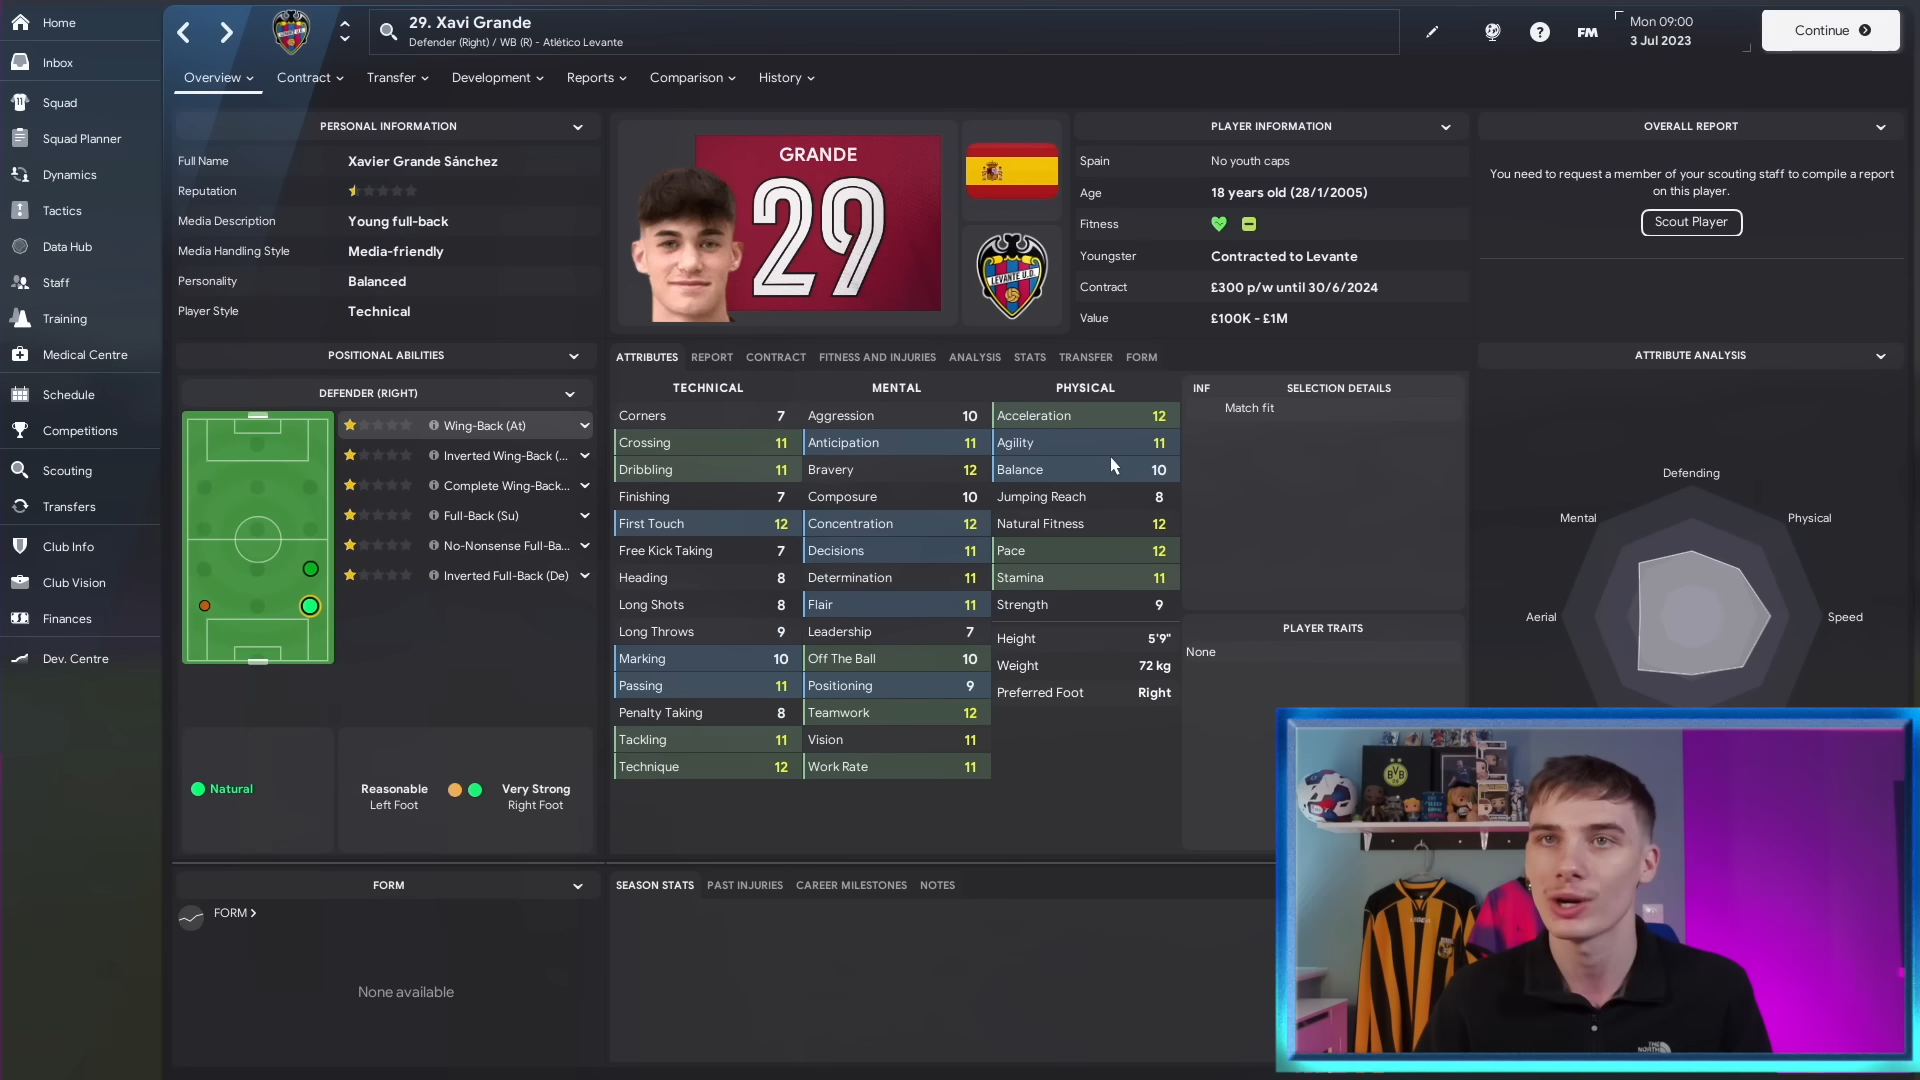 Home
Inbox
Squad
Squad Planner
Dynamics
Tactics
Data Hub
Staff
Training
Medical Centre
Schedule
Competitions
Scouting
Transfers
Club Info
Club Vision
Finances
Dev. Centre
29. Xavi Grande
Defender (Right) / WB (R) - Atlético Levante
FM
Mon 09:00
3 Jul 2023
Continue
Overview
Contract
Transfer
Development
Reports
Comparison
History
PERSONAL INFORMATION
Full Name Xavier Grande Sánchez
Reputation
Media Description Young full-back
Media Handling Style Media-friendly
Personality Balanced
Player Style Technical
GRANDE
29
LEVANTE U.D.
PLAYER INFORMATION
Spain No youth caps
Age 18 years old (28/1/2005)
Fitness
Youngster Contracted to Levante
Contract £300 p/w until 30/6/2024
Value £100K - £1M
OVERALL REPORT
You need to request a member of your scouting staff to compile a report
on this player.
Scout Player
POSITIONAL ABILITIES
DEFENDER (RIGHT)
Wing-Back (At)
Inverted Wing-Back (...
Complete Wing-Back...
Full-Back (Su)
No-Nonsense Full-Ba...
Inverted Full-Back (De)
Natural
Reasonable
Left Foot
Very Strong
Right Foot
ATTRIBUTES
REPORT
CONTRACT
FITNESS AND INJURIES
ANALYSIS
STATS
TRANSFER
FORM
TECHNICAL
Corners 7
Crossing 11
Dribbling 11
Finishing 7
First Touch 12
Free Kick Taking 7
Heading 8
Long Shots 8
Long Throws 9
Marking 10
Passing 11
Penalty Taking 8
Tackling 11
Technique 12
MENTAL
Aggression 10
Anticipation 11
Bravery 12
Composure 10
Concentration 12
Decisions 11
Determination 11
Flair 11
Leadership 7
Off The Ball 10
Positioning 9
Teamwork 12
Vision 11
Work Rate 11
PHYSICAL
Acceleration 12
Agility 11
Balance 10
Jumping Reach 8
Natural Fitness 12
Pace 12
Stamina 11
Strength 9
Height 5'9"
Weight 72 kg
Preferred Foot Right
INF SELECTION DETAILS
Match fit
PLAYER TRAITS
None
ATTRIBUTE ANALYSIS
Defending
Mental
Physical
Aerial
Speed
FORM
FORM
None available
SEASON STATS
PAST INJURIES
CAREER MILESTONES
NOTES
BVB
09
THE
NORTH